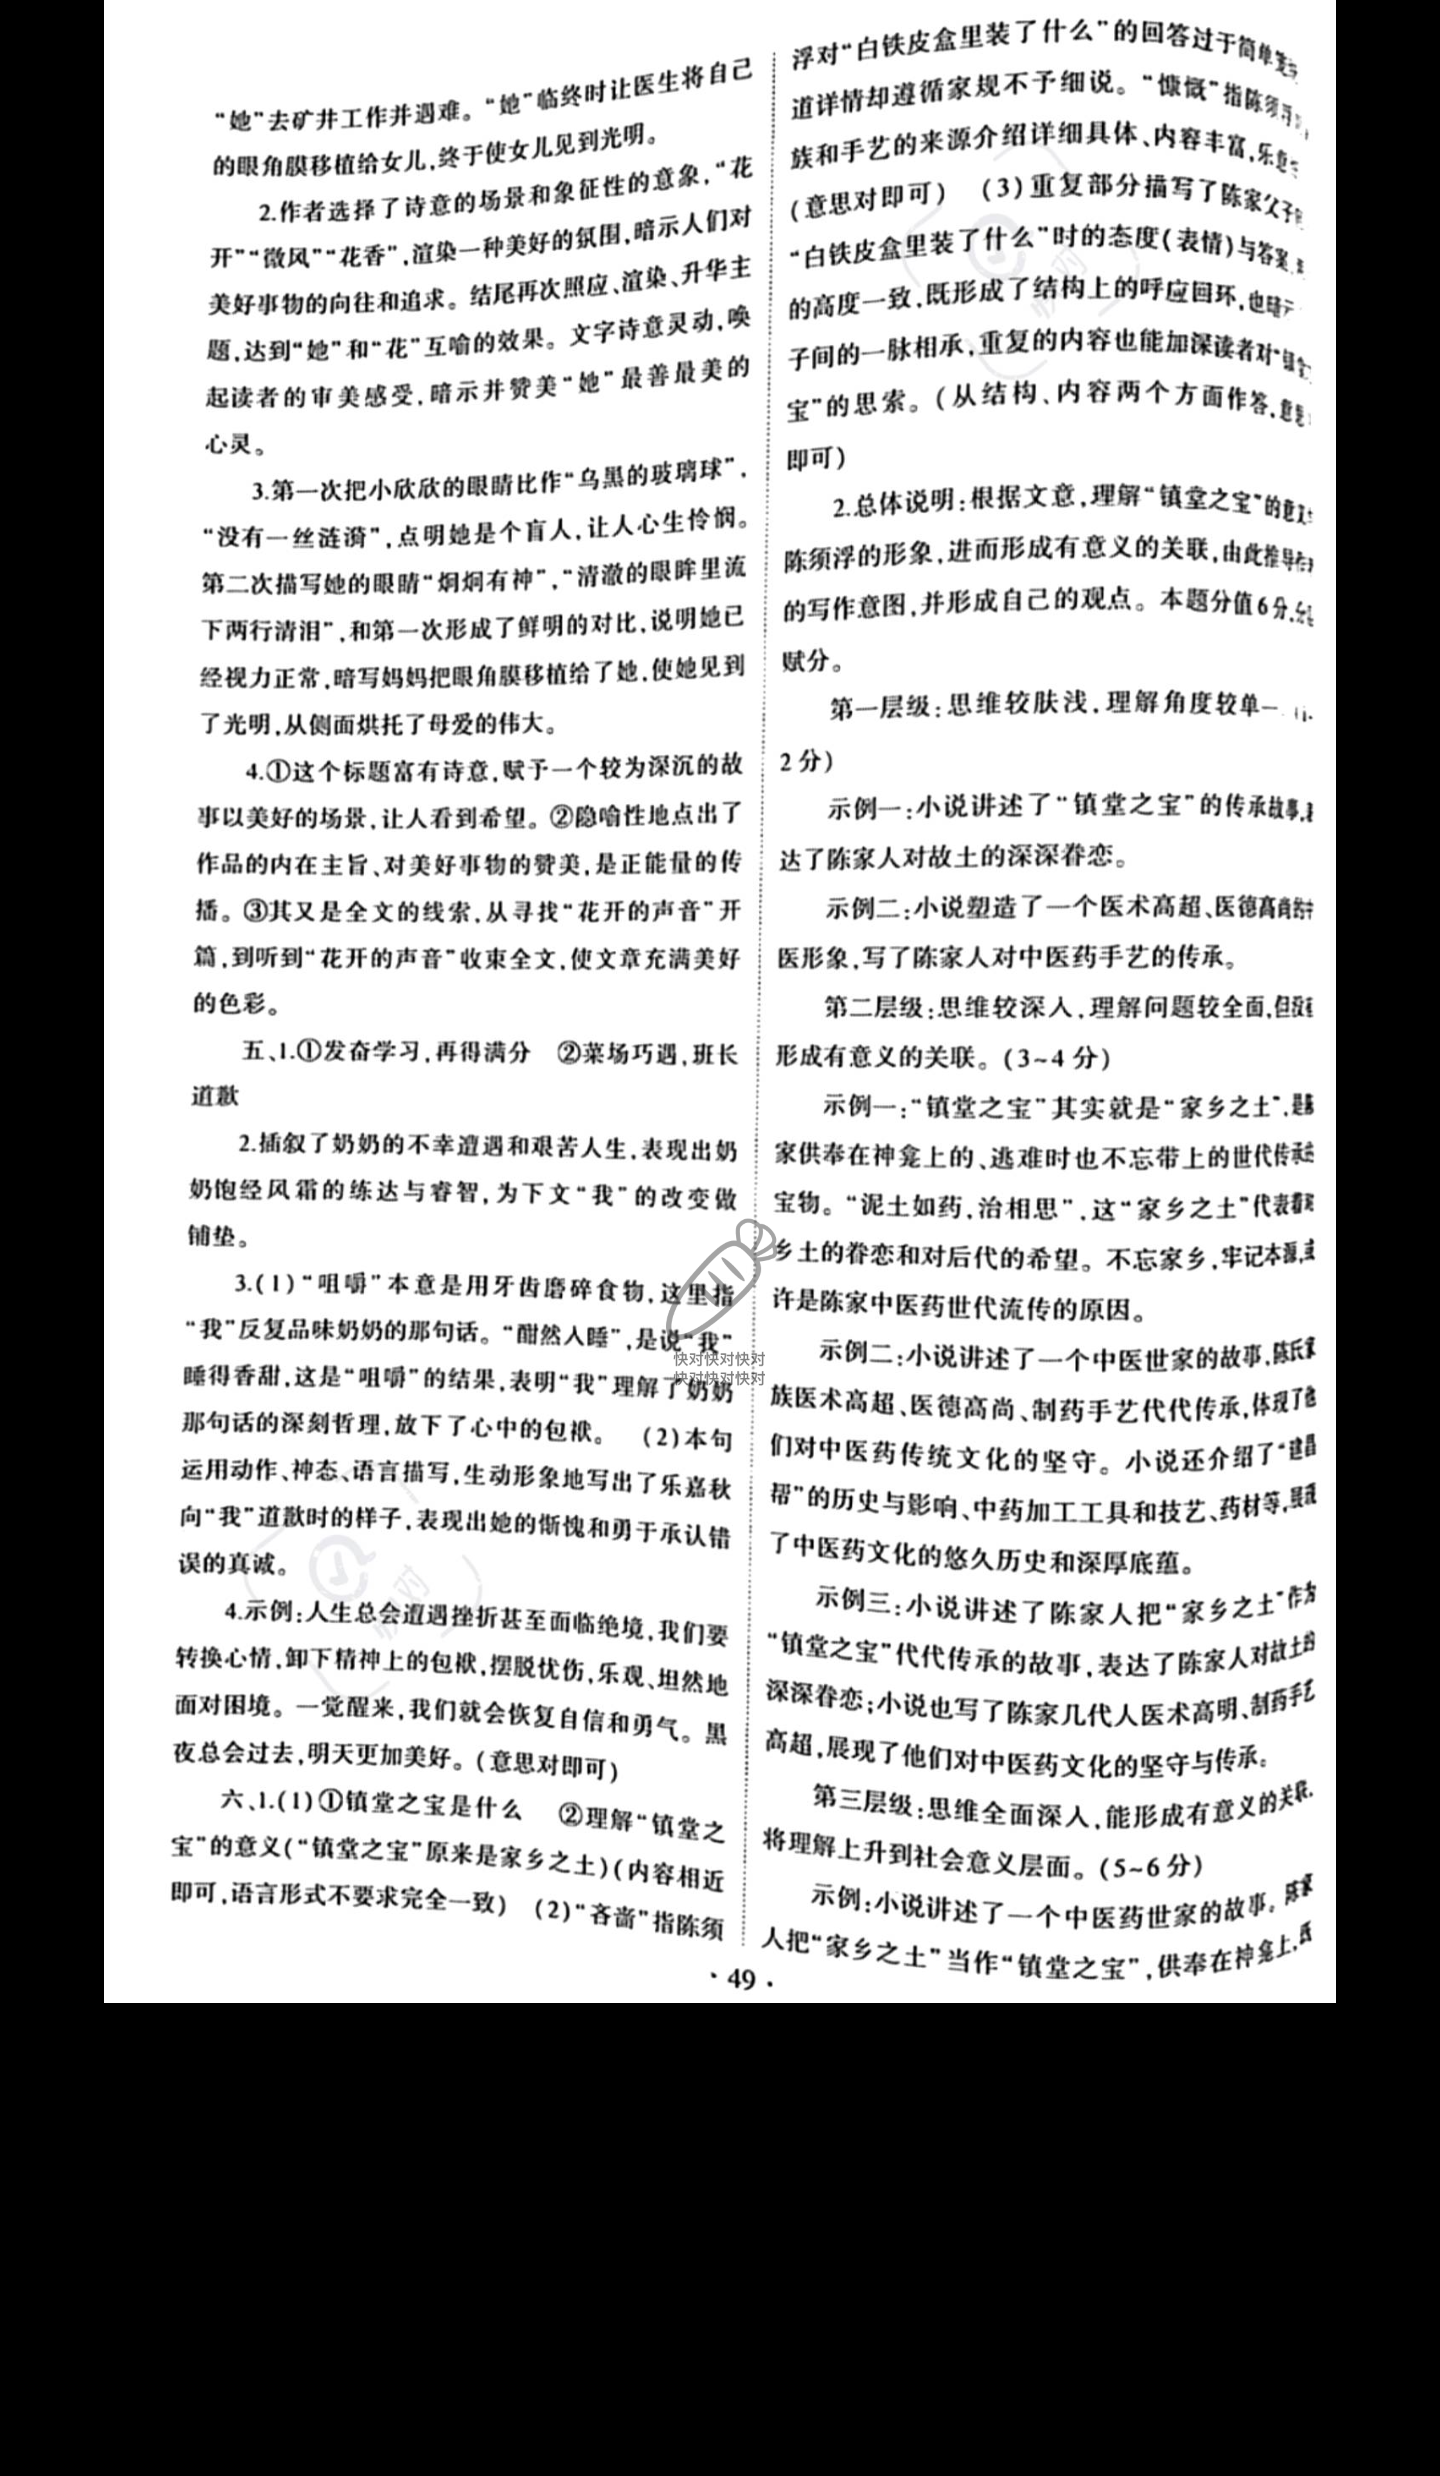 “她”去矿井工作并遇难。“她”临终时让医生将自己
的眼角膜移植给女儿,终于使女儿见到光明。
2.作者选择了诗意的场景和象征性的意象,“花
开”“微风”“花香”,渲染一种美好的氛围,暗示人们对
美好事物的向往和追求。结尾再次照应、渲染、升华主
题,达到“她”和“花”互喻的效果。文字诗意灵动,唤
起读者的审美感受,暗示并赞美“她”最善最美的
心灵。
3.第一次把小欣欣的眼睛比作“乌黑的玻璃球”,
“没有一丝涟漪”,点明她是个盲人,让人心生怜悯。
第二次描写她的眼睛“炯炯有神”,“清澈的眼眸里流
下两行清泪”,和第一次形成了鲜明的对比,说明她已
经视力正常,暗写妈妈把眼角膜移植给了她,使她见到
了光明,从侧面烘托了母爱的伟大。
4.①这个标题富有诗意,赋予一个较为深沉的故
事以美好的场景,让人看到希望。②隐喻性地点出了
作品的内在主旨、对美好事物的赞美,是正能量的传
播。③其又是全文的线索,从寻找“花开的声音”开
篇,到听到“花开的声音”收束全文,使文章充满美好
的色彩。
五、1.①发奋学习,再得满分 ②菜场巧遇,班长
道歉
2.插叙了奶奶的不幸遭遇和艰苦人生,表现出奶
奶饱经风霜的练达与睿智,为下文“我”的改变做
铺垫。
3.(1)“咀嚼”本意是用牙齿磨碎食物,这里指
“我”反复品味奶奶的那句话。“酣然入睡”,是说“我”
睡得香甜,这是“咀嚼”的结果,表明“我”理解了奶奶
那句话的深刻哲理,放下了心中的包袱。 (2)本句
运用动作、神态、语言描写,生动形象地写出了乐嘉秋
向“我”道歉时的样子,表现出她的惭愧和勇于承认错
误的真诚。
4.示例:人生总会遭遇挫折甚至面临绝境,我们要
转换心情,卸下精神上的包袱,摆脱忧伤,乐观、坦然地
面对困境。一觉醒来,我们就会恢复自信和勇气。黑
夜总会过去,明天更加美好。(意思对即可)
六、1.(1)①镇堂之宝是什么 ②理解“镇堂之
宝”的意义(“镇堂之宝”原来是家乡之土)(内容相近
即可,语言形式不要求完全一致) (2)“吝啬”指陈须
浮对“白铁皮盒里装了什么”的回答过于简单
道详情却遵循家规不予细说。“慷慨”指陈须
族和手艺的来源介绍详细具体、内容丰富,乐
(意思对即可) (3)重复部分描写了陈家父子
“白铁皮盒里装了什么”时的态度(表情)与答案
的高度一致,既形成了结构上的呼应回环,也暗
子间的一脉相承,重复的内容也能加深读者对“镇
宝”的思索。(从结构、内容两个方面作答,意思
即可)
2.总体说明:根据文意,理解“镇堂之宝”的意义
陈须浮的形象,进而形成有意义的关联,由此推导
的写作意图,并形成自己的观点。本题分值6分,
赋分。
第一层级:思维较肤浅,理解角度较单一
2分)
示例一:小说讲述了“镇堂之宝”的传承故事,表
达了陈家人对故土的深深眷恋。
示例二:小说塑造了一个医术高超、医德高尚的中
医形象,写了陈家人对中医药手艺的传承。
第二层级:思维较深入,理解问题较全面,但没有
形成有意义的关联。(3~4分)
示例一:“镇堂之宝”其实就是“家乡之土”,是陈
家供奉在神龛上的、逃难时也不忘带上的世代传承的
宝物。“泥土如药,治相思”,这“家乡之土”代表着对
乡土的眷恋和对后代的希望。不忘家乡,牢记本源,或
许是陈家中医药世代流传的原因。
示例二:小说讲述了一个中医世家的故事,陈氏家
族医术高超、医德高尚、制药手艺代代传承,体现了他
们对中医药传统文化的坚守。小说还介绍了“建昌
帮”的历史与影响、中药加工工具和技艺、药材等,展现
了中医药文化的悠久历史和深厚底蕴。
示例三:小说讲述了陈家人把“家乡之土”作为
“镇堂之宝”代代传承的故事,表达了陈家人对故土的
深深眷恋;小说也写了陈家几代人医术高明、制药手艺
高超,展现了他们对中医药文化的坚守与传承。
第三层级:思维全面深入,能形成有意义的关联,
将理解上升到社会意义层面。(5~6分)
示例:小说讲述了一个中医药世家的故事。陈家
人把“家乡之土”当作“镇堂之宝”,供奉在神龛上,
快对快对快对
快对快对快对
·49·